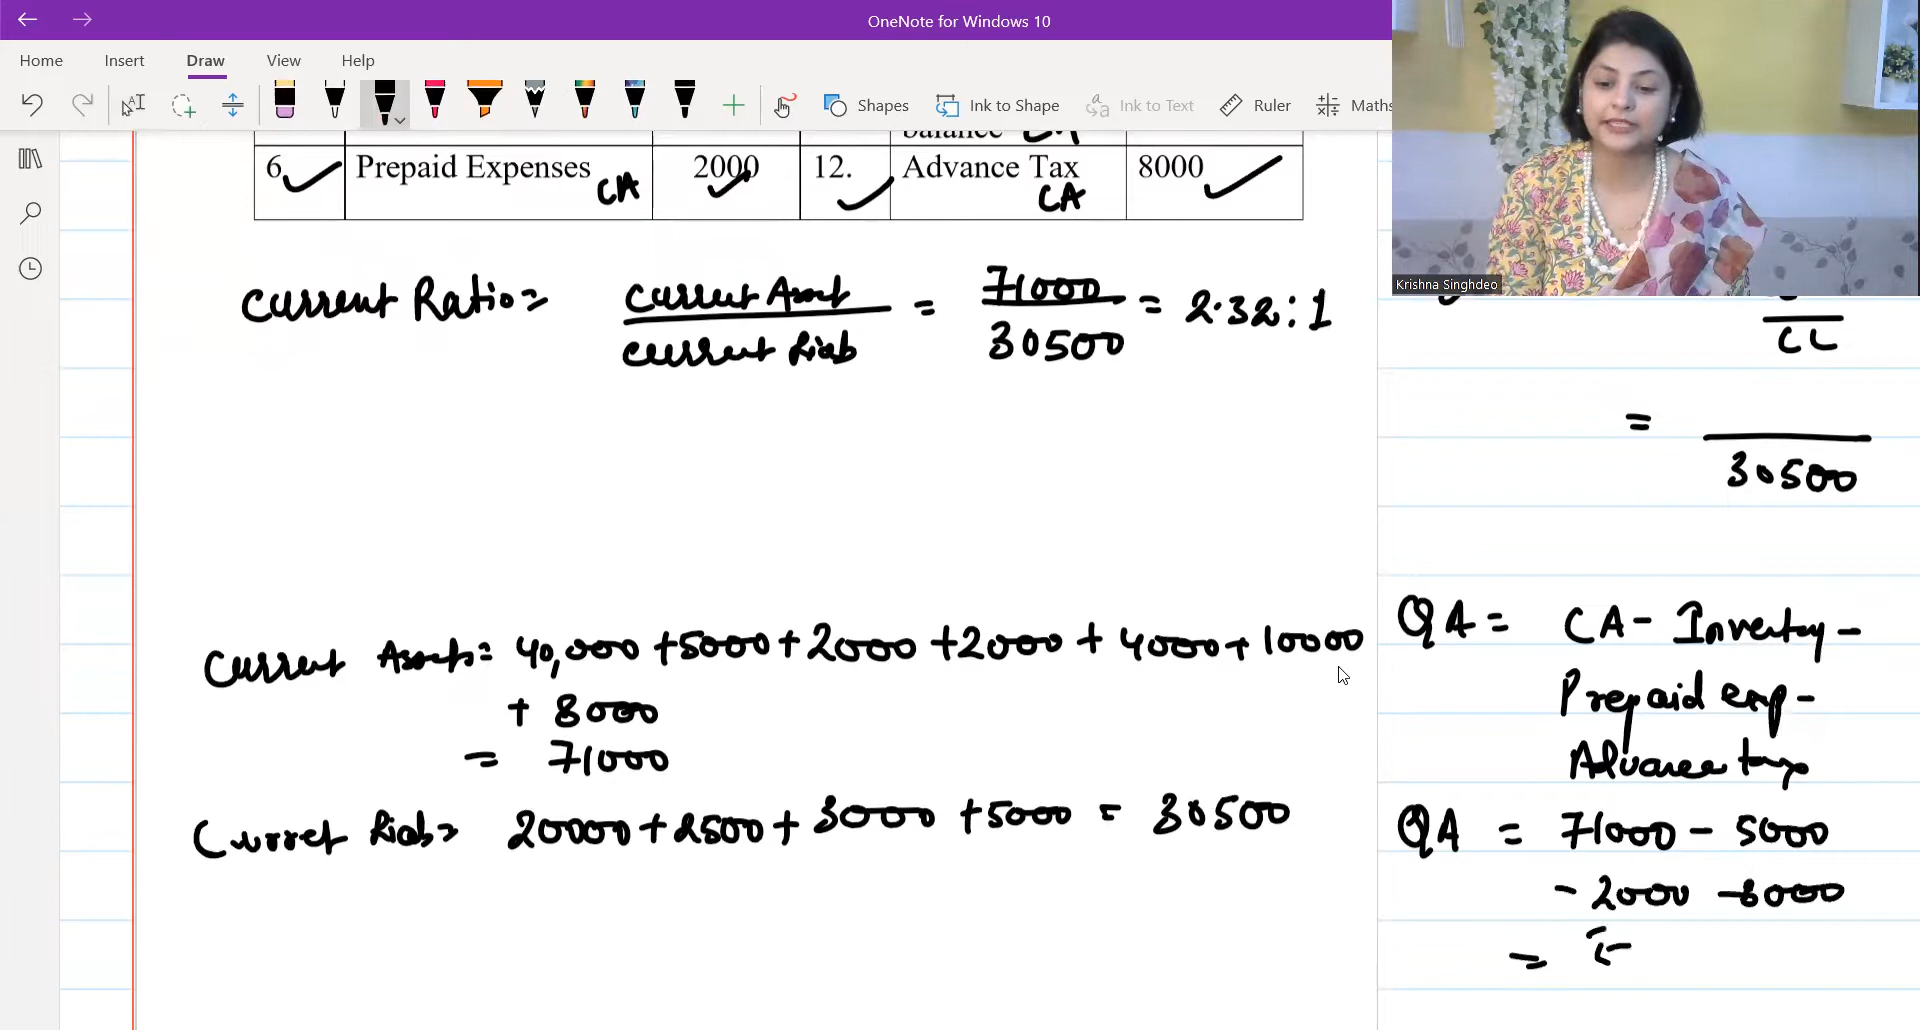 OneNote for Windows 10
Home Insert Draw View Help
Shapes Ink to Shape Ink to Text Ruler Maths
balance CA
6 Prepaid Expenses CA 2000 12. Advance Tax CA 8000
Krishna Singhdeo
Current Ratio = Current Asset / Current Liab = 71000 / 30500 = 2.32:1
CL
=
30500
Current Assets = 40,000 + 5000 + 2000 + 2000 + 4000 + 10000
+ 8000
= 71000
Current Liab = 20000 + 2500 + 3000 + 5000 = 30500
QA = CA - Inventory -
Prepaid exp -
Advance tax
QA = 71000 - 5000
- 2000 - 8000
=